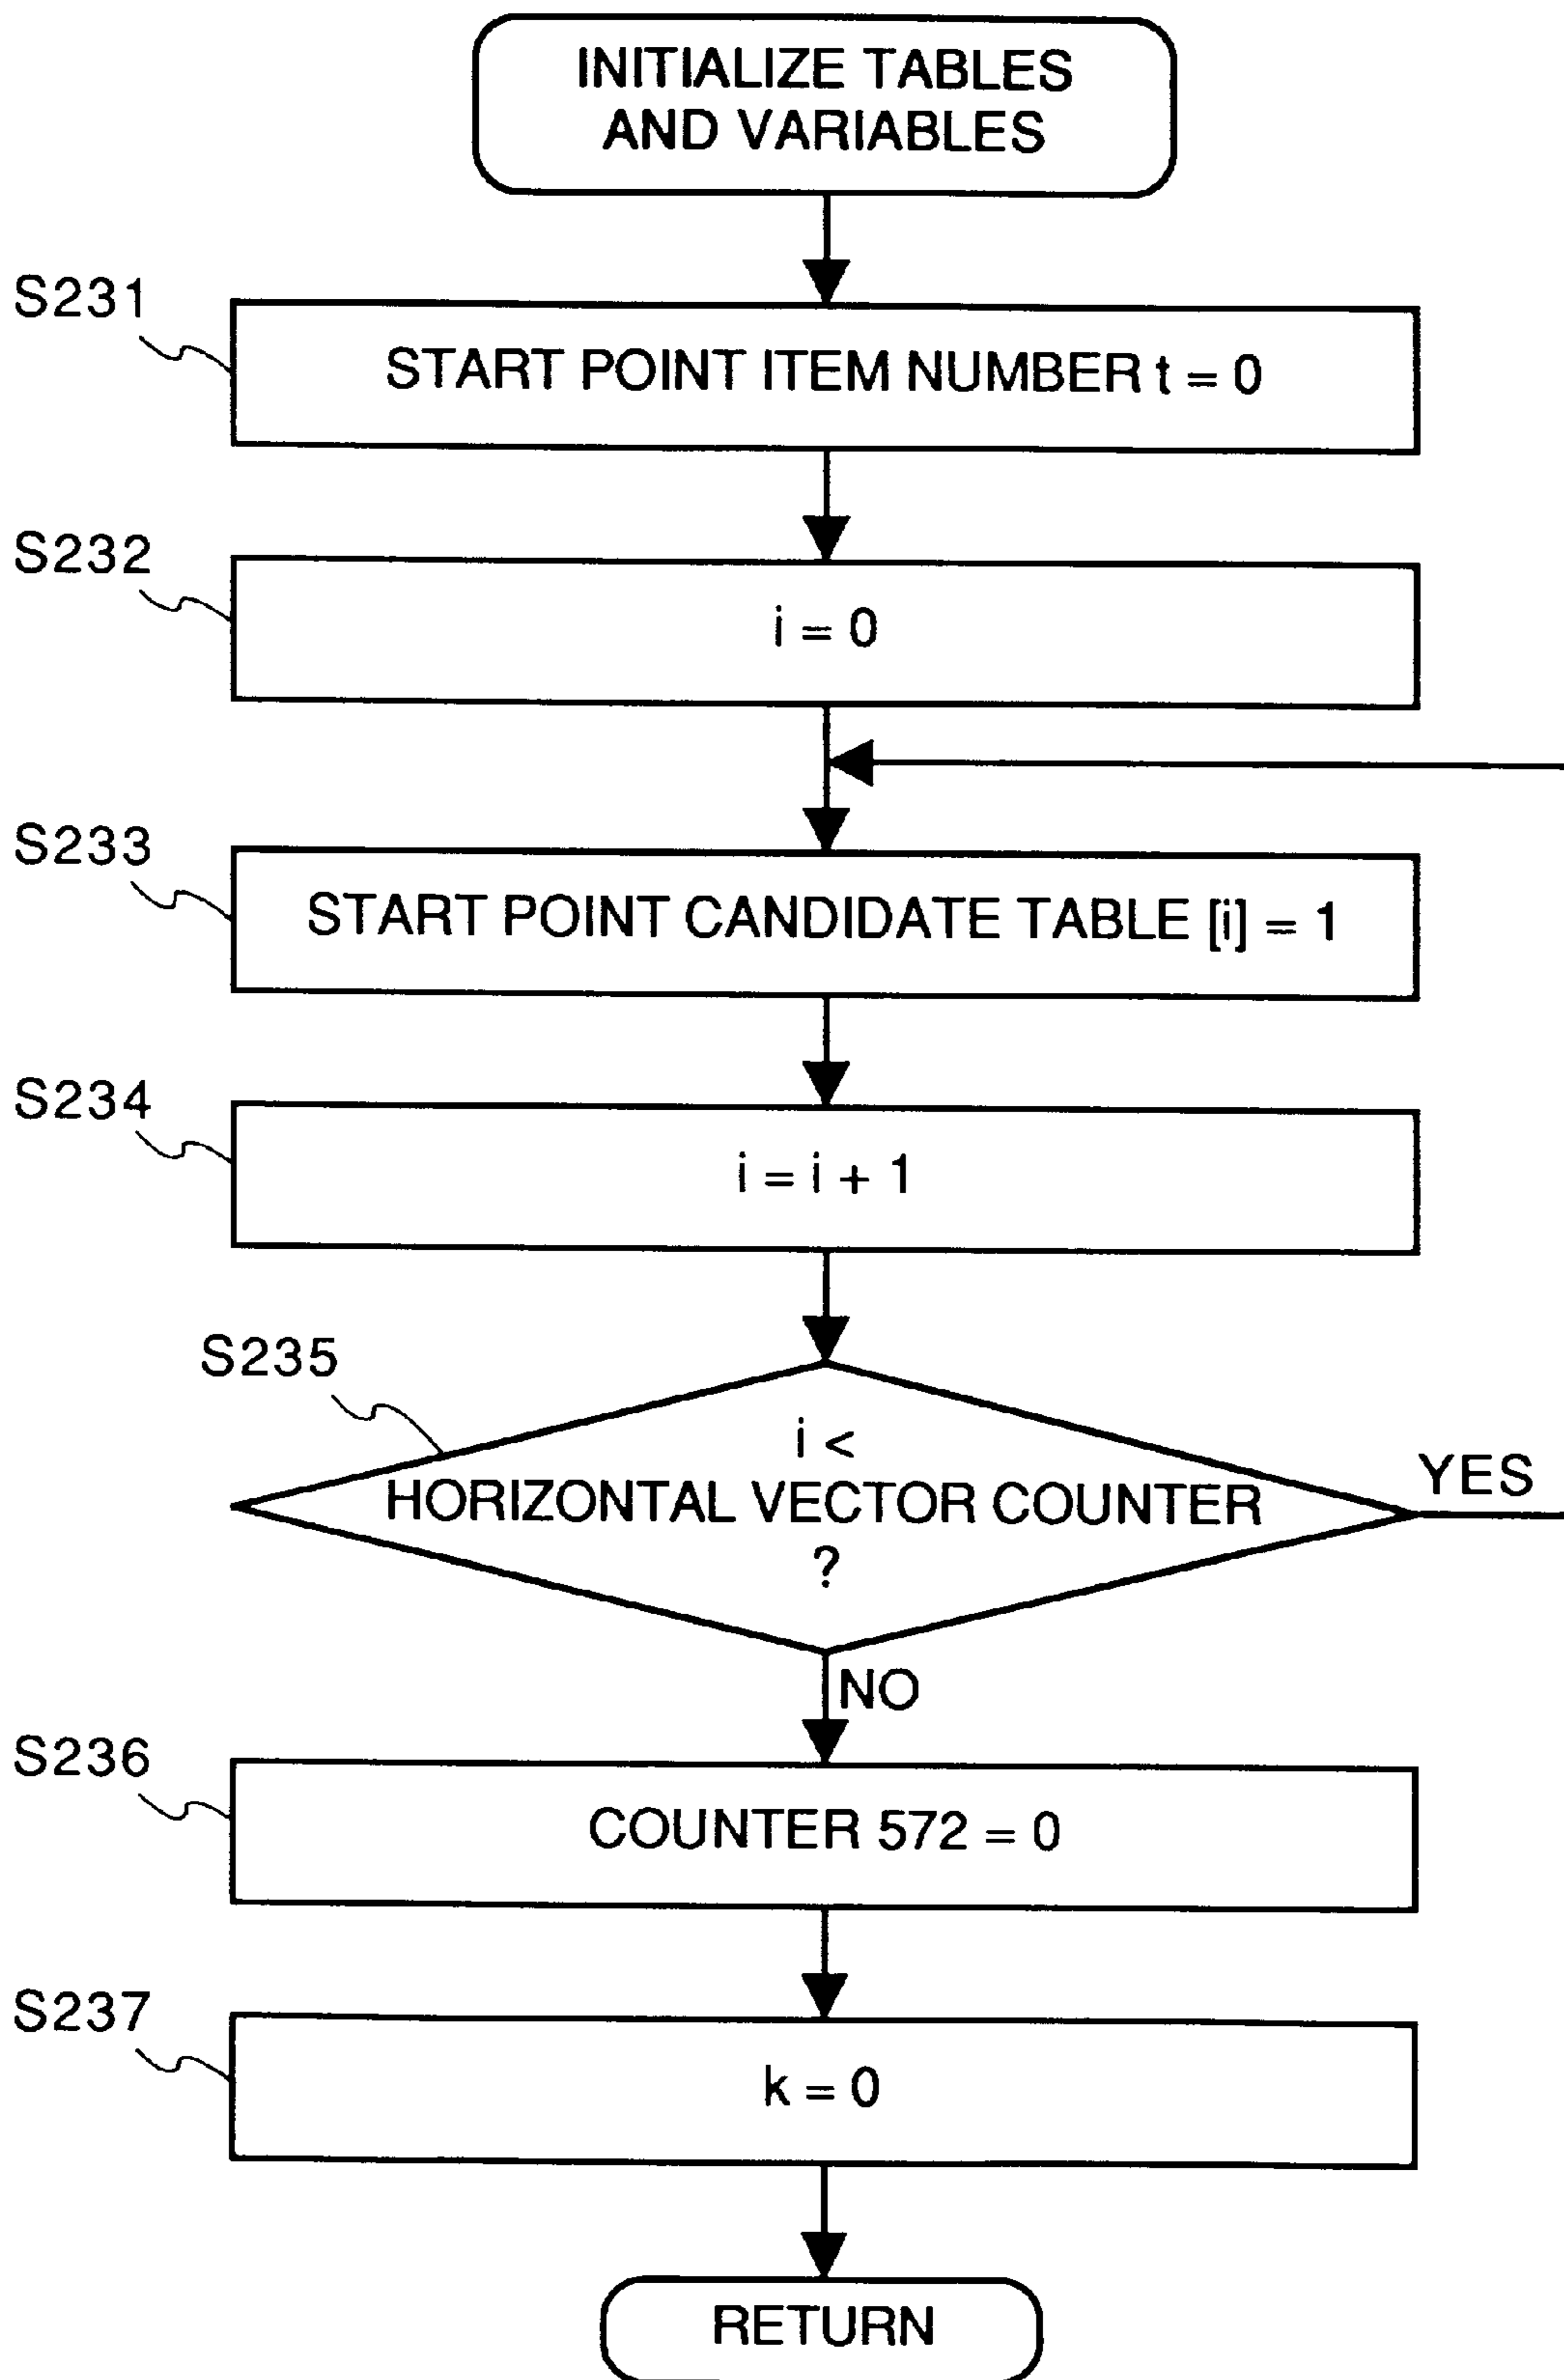 INITIALIZE TABLES
AND VARIABLES
S231
START POINT ITEM NUMBER t = 0
S232
i = 0
S233
START POINT CANDIDATE TABLE [i] = 1
S234
i = i + 1
S235
i <
HORIZONTAL VECTOR COUNTER
?
YES
NO
S236
COUNTER 572 = 0
S237
k = 0
RETURN